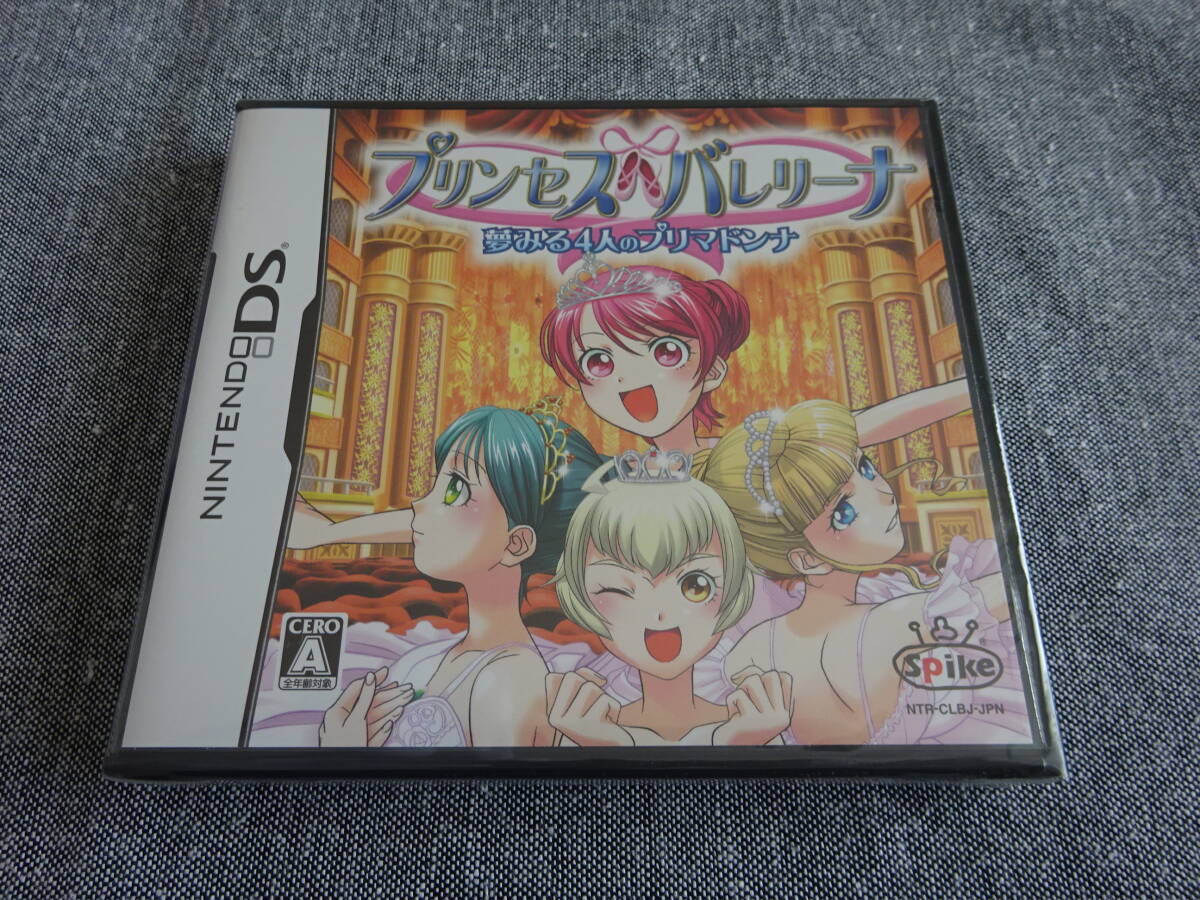 プリンセスバレリーナ
夢みる4人のプリマドンナ
NINTENDO DS®
CERO
A
全年齢対象
Spike
NTR-CLBJ-JPN